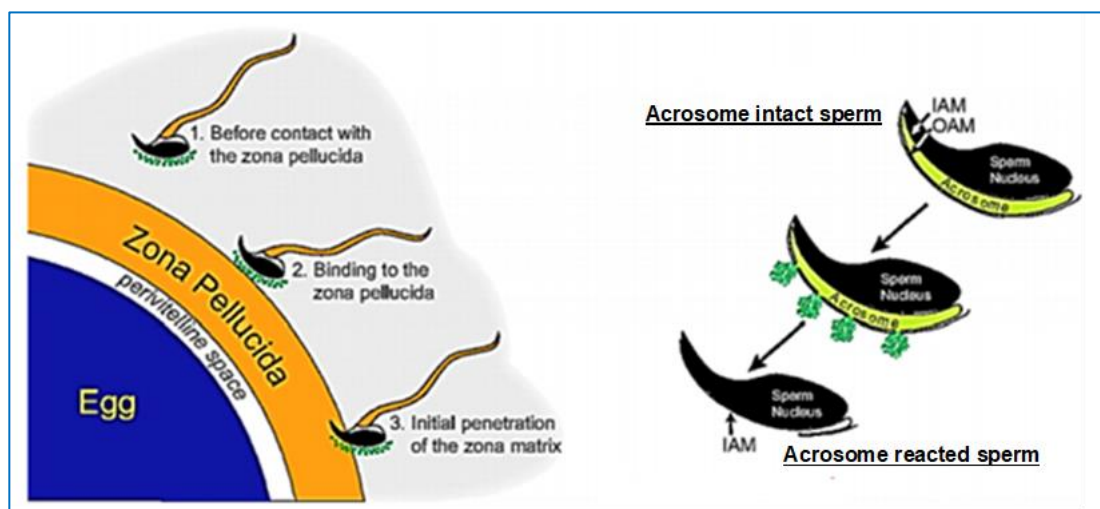 1. Before contact with
the zona pellucida
2. Binding to the
zona pellucida
3. Initial penetration
of the zona matrix
Zona Pellucida
perivitelline space
Egg
Acrosome intact sperm
IAM
OAM
Sperm
Nucleus
Acrosome
Sperm
Nucleus
Acrosome
Sperm
Nucleus
IAM
Acrosome reacted sperm